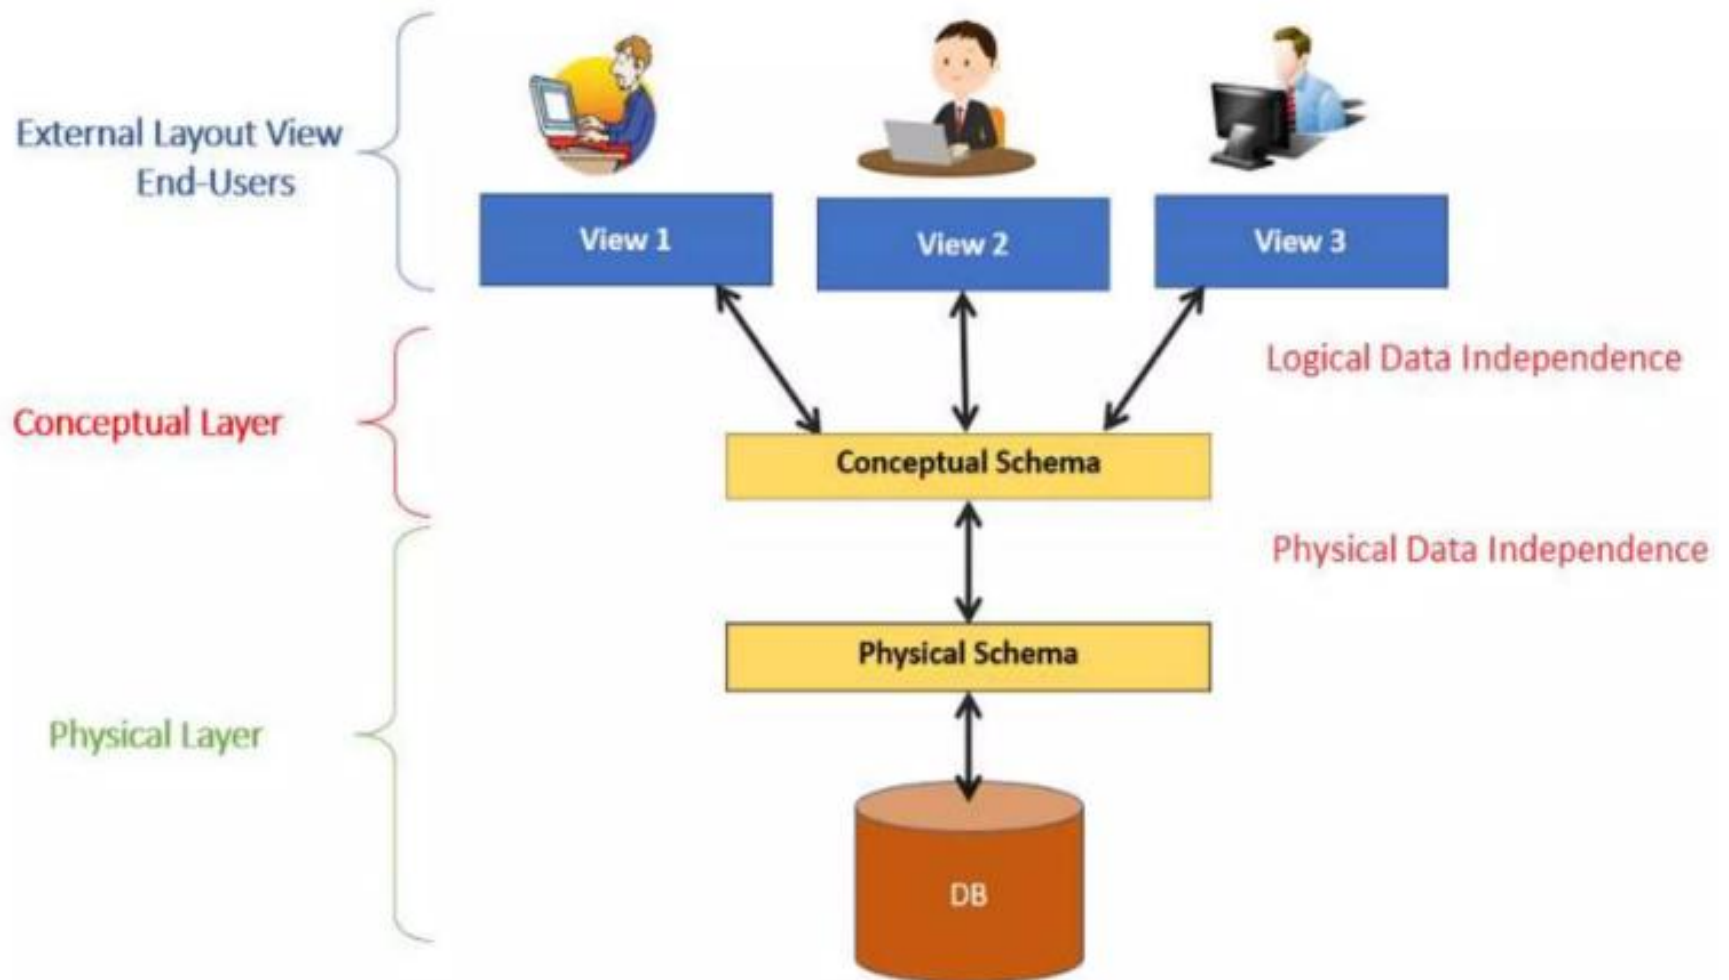 External Layout View
End-Users
View 1
View 2
View 3
Logical Data Independence
Conceptual Layer
Conceptual Schema
Physical Data Independence
Physical Schema
Physical Layer
DB